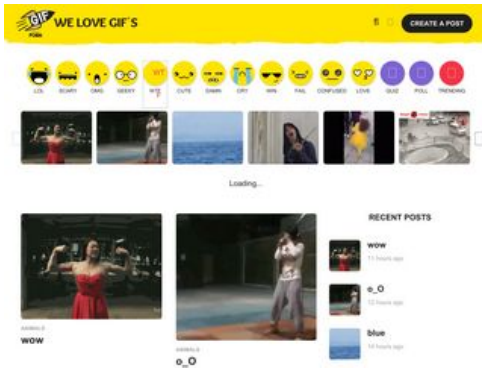 GIF
WE LOVE GIF´S
CREATE A POST
LOL
SCARY
OMG
GEEKY
WTF
CUTE
DAMN
CRY
WIN
FAIL
CONFUSED
LOVE
QUIZ
POLL
TRENDING
Loading...
ANIMALS
wow
ANIMALS
o_O
RECENT POSTS
wow
11 hours ago
o_O
12 hours ago
blue
14 hours ago